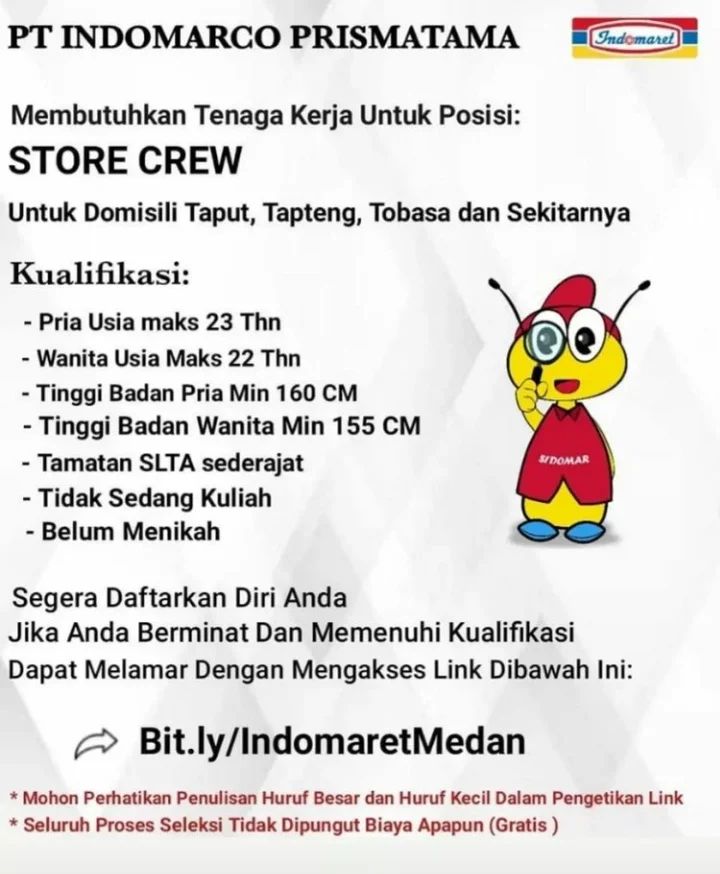 PT INDOMARCO PRISMATAMA
Indomaret
Membutuhkan Tenaga Kerja Untuk Posisi:
STORE CREW
Untuk Domisili Taput, Tapteng, Tobasa dan Sekitarnya
Kualifikasi:
- Pria Usia maks 23 Thn
- Wanita Usia Maks 22 Thn
- Tinggi Badan Pria Min 160 CM
- Tinggi Badan Wanita Min 155 CM
- Tamatan SLTA sederajat
- Tidak Sedang Kuliah
- Belum Menikah
SIDOMAR
Segera Daftarkan Diri Anda
Jika Anda Berminat Dan Memenuhi Kualifikasi
Dapat Melamar Dengan Mengakses Link Dibawah Ini:
Bit.ly/IndomaretMedan
* Mohon Perhatikan Penulisan Huruf Besar dan Huruf Kecil Dalam Pengetikan Link
* Seluruh Proses Seleksi Tidak Dipungut Biaya Apapun (Gratis )